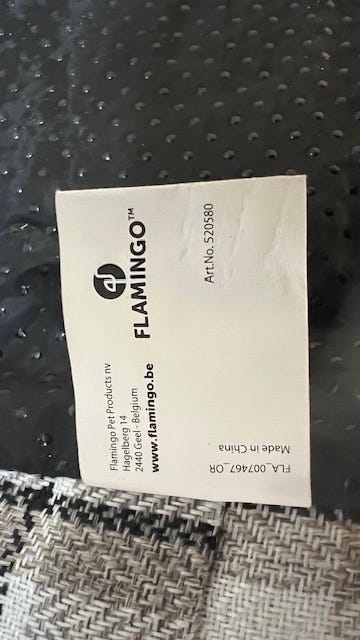 FLAMINGO™
Flamingo Pet Products nv
Hagelberg 14
2440 Geel - Belgium
www.flamingo.be
Art.No. 520580
Made in China
FLA_007467_OR